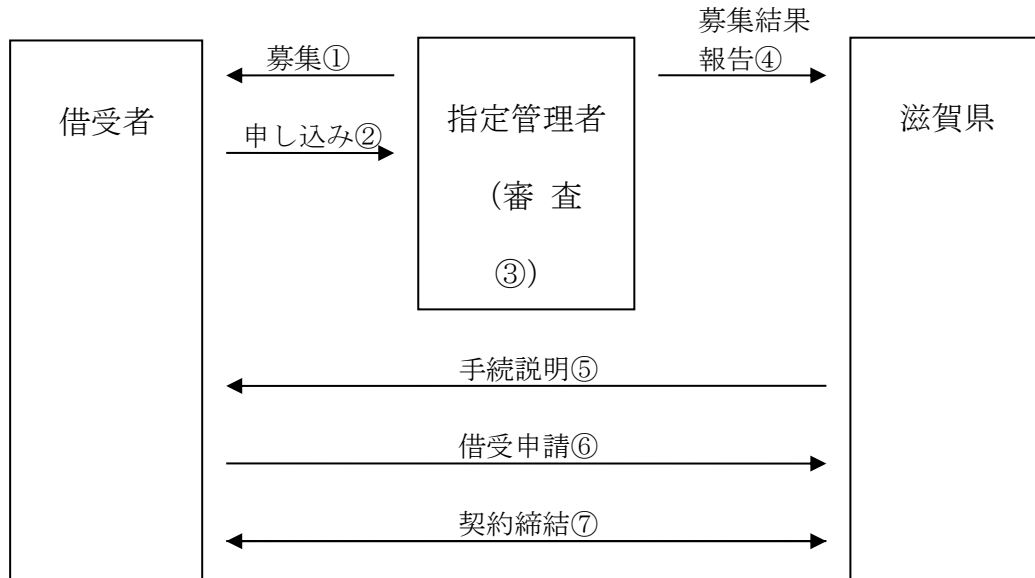 募集結果
報告④
募集①
借受者
指定管理者
滋賀県
申し込み②
（審 査
③）
手続説明⑤
借受申請⑥
契約締結⑦